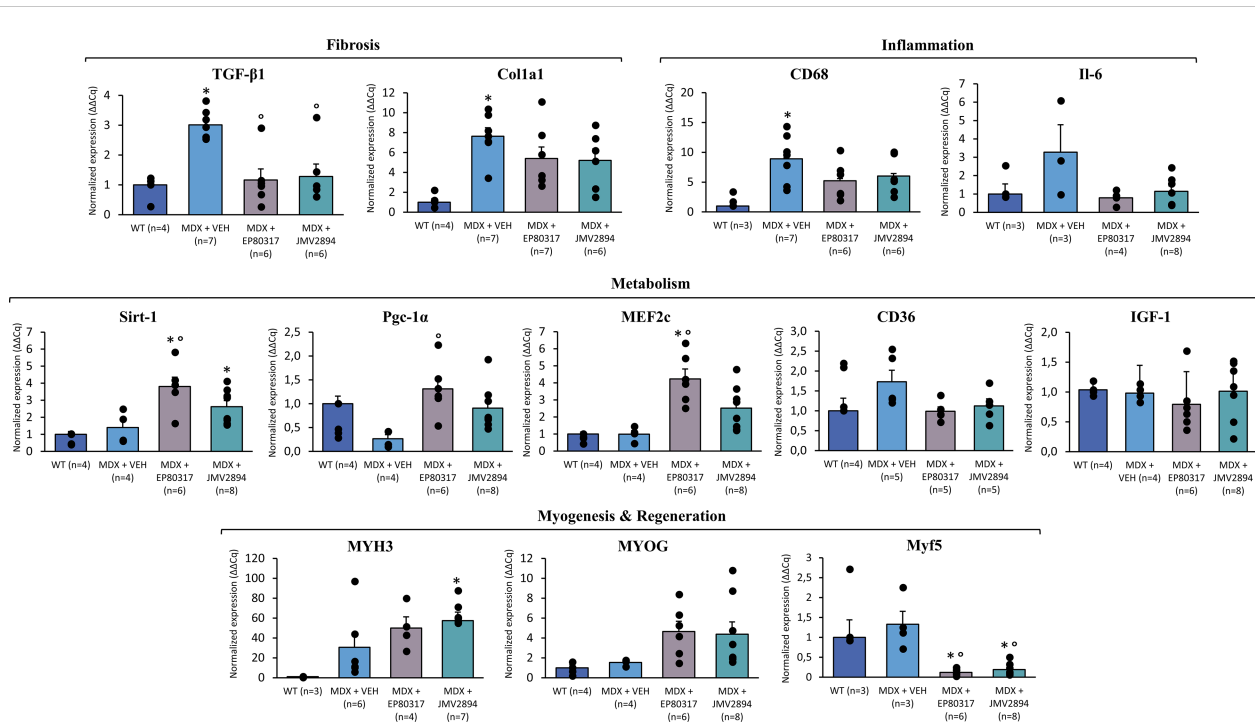 Fibrosis
Inflammation
TGF-β1
Col1a1
CD68
Il-6
Normalized expression (ΔΔCq)
4
3
2
1
0
WT (n=4)
MDX + VEH
(n=7)
MDX +
EP80317
(n=6)
MDX +
JMV2894
(n=6)
*
°
°
Normalized expression (ΔΔCq)
12
10
8
6
4
2
0
WT (n=4)
MDX + VEH
(n=7)
MDX +
EP80317
(n=7)
MDX +
JMV2894
(n=6)
*
Normalized expression (ΔΔCq)
20
15
10
5
0
WT (n=3)
MDX + VEH
(n=7)
MDX +
EP80317
(n=6)
MDX +
JMV2894
(n=6)
*
Normalized expression (ΔΔCq)
7
6
5
4
3
2
1
0
WT (n=3)
MDX + VEH
(n=3)
MDX +
EP80317
(n=4)
MDX +
JMV2894
(n=8)
Metabolism
Sirt-1
Pgc-1α
MEF2c
CD36
IGF-1
Normalized expression (ΔΔCq)
7
6
5
4
3
2
1
0
WT (n=4)
MDX + VEH
(n=4)
MDX +
EP80317
(n=6)
MDX +
JMV2894
(n=8)
* °
*
Normalized expression (ΔΔCq)
2,5
2,0
1,5
1,0
0,5
0,0
WT (n=4)
MDX + VEH
(n=4)
MDX +
EP80317
(n=6)
MDX +
JMV2894
(n=8)
°
Normalized expression (ΔΔCq)
7
6
5
4
3
2
1
0
WT (n=4)
MDX + VEH
(n=4)
MDX +
EP80317
(n=6)
MDX +
JMV2894
(n=8)
* °
Normalized expression (ΔΔCq)
3,0
2,5
2,0
1,5
1,0
0,5
0,0
WT (n=4)
MDX + VEH
(n=5)
MDX +
EP80317
(n=5)
MDX +
JMV2894
(n=5)
Normalized expression (ΔΔCq)
2,0
1,5
1,0
0,5
0,0
WT (n=4)
MDX +
VEH (n=4)
MDX +
EP80317
(n=6)
MDX +
JMV2894
(n=8)
Myogenesis & Regeneration
MYH3
MYOG
Myf5
Normalized expression (ΔΔCq)
120
100
80
60
40
20
0
WT (n=3)
MDX + VEH
(n=6)
MDX +
EP80317
(n=4)
MDX +
JMV2894
(n=7)
*
Normalized expression (ΔΔCq)
12
10
8
6
4
2
0
WT (n=4)
MDX + VEH
(n=4)
MDX +
EP80317
(n=6)
MDX +
JMV2894
(n=8)
Normalized expression (ΔΔCq)
3
2,5
2
1,5
1
0,5
0
WT (n=3)
MDX + VEH
(n=3)
MDX +
EP80317
(n=6)
MDX +
JMV2894
(n=8)
* °
* °